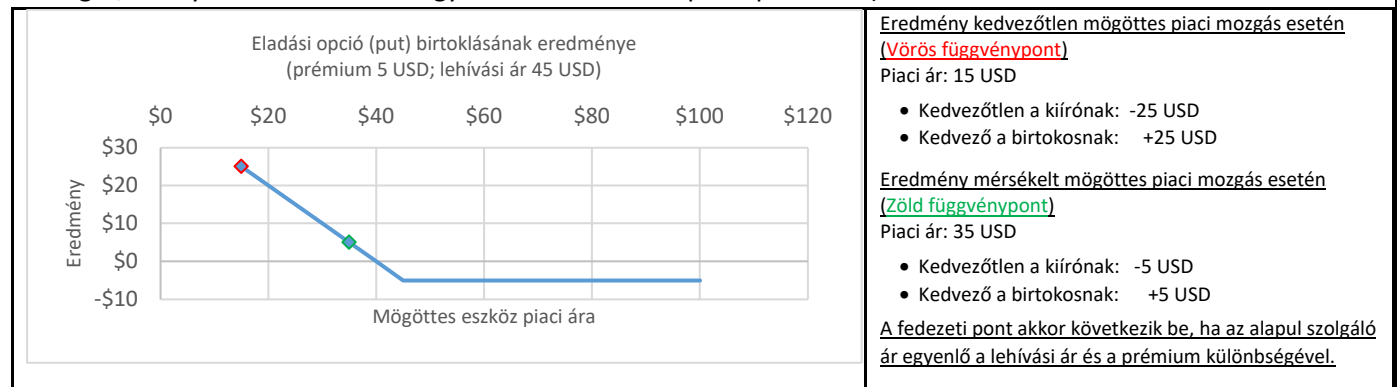 Eladási opció (put) birtoklásának eredménye
(prémium 5 USD; lehívási ár 45 USD)
$0 $20 $40 $60 $80 $100 $120
$30
$20
$10
$0
-$10
Eredmény
Mögöttes eszköz piaci ára
Eredmény kedvezőtlen mögöttes piaci mozgás esetén
(Vörös függvénypont)
Piaci ár: 15 USD
• Kedvezőtlen a kiírónak: -25 USD
• Kedvező a birtokosnak: +25 USD
Eredmény mérsékelt mögöttes piaci mozgás esetén
(Zöld függvénypont)
Piaci ár: 35 USD
• Kedvezőtlen a kiírónak: -5 USD
• Kedvező a birtokosnak: +5 USD
A fedezeti pont akkor következik be, ha az alapul szolgáló
ár egyenlő a lehívási ár és a prémium különbségével.